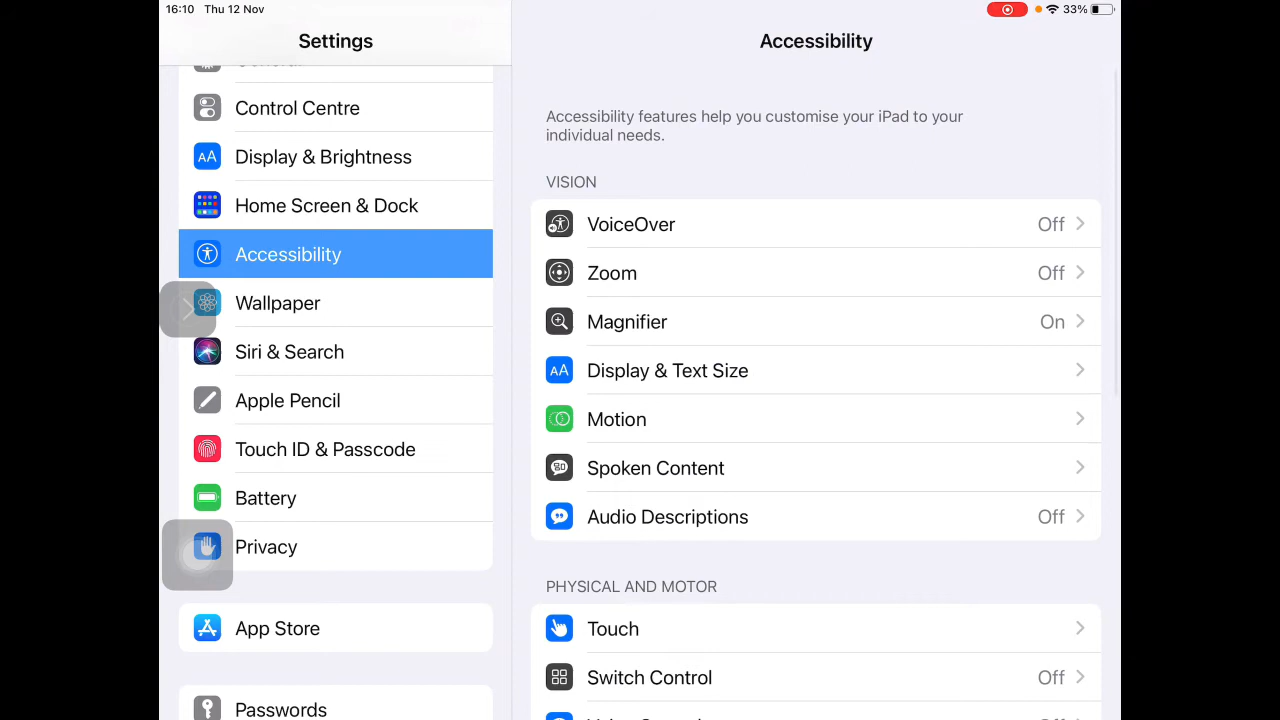 16:10 Thu 12 Nov
33%
Settings
General
Control Centre
Display & Brightness
Home Screen & Dock
Accessibility
Wallpaper
Siri & Search
Apple Pencil
Touch ID & Passcode
Battery
Privacy
App Store
Passwords
Accessibility
Accessibility features help you customise your iPad to your
individual needs.
VISION
VoiceOver Off
Zoom Off
Magnifier On
Display & Text Size
Motion
Spoken Content
Audio Descriptions Off
PHYSICAL AND MOTOR
Touch
Switch Control Off